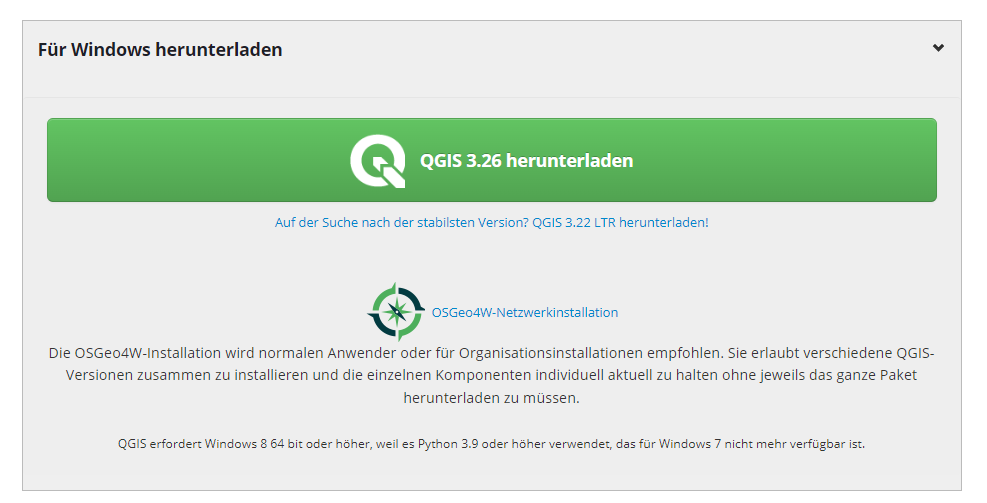 Für Windows herunterladen
QGIS 3.26 herunterladen
Auf der Suche nach der stabilsten Version? QGIS 3.22 LTR herunterladen!
OSGeo4W-Netzwerkinstallation
Die OSGeo4W-Installation wird normalen Anwender oder für Organisationsinstallationen empfohlen. Sie erlaubt verschiedene QGIS-
Versionen zusammen zu installieren und die einzelnen Komponenten individuell aktuell zu halten ohne jeweils das ganze Paket
herunterladen zu müssen.
QGIS erfordert Windows 8 64 bit oder höher, weil es Python 3.9 oder höher verwendet, das für Windows 7 nicht mehr verfügbar ist.